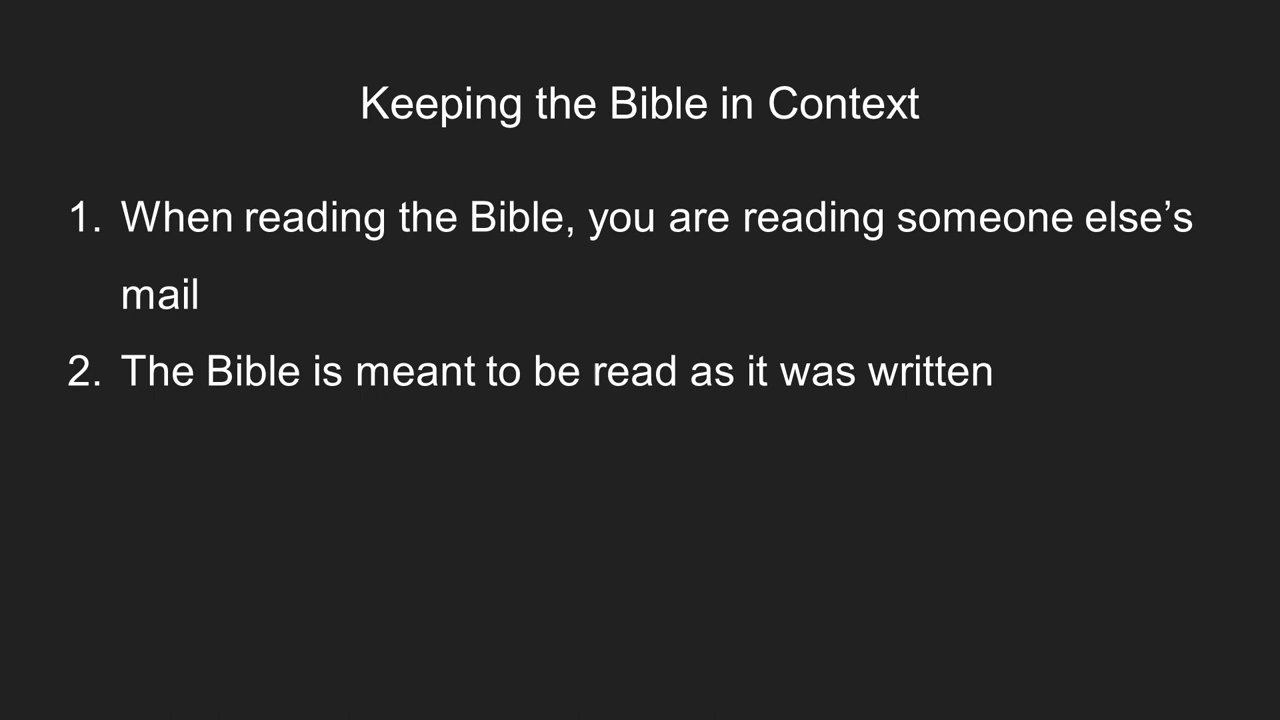 Keeping the Bible in Context
1. When reading the Bible, you are reading someone else’s
mail
2. The Bible is meant to be read as it was written